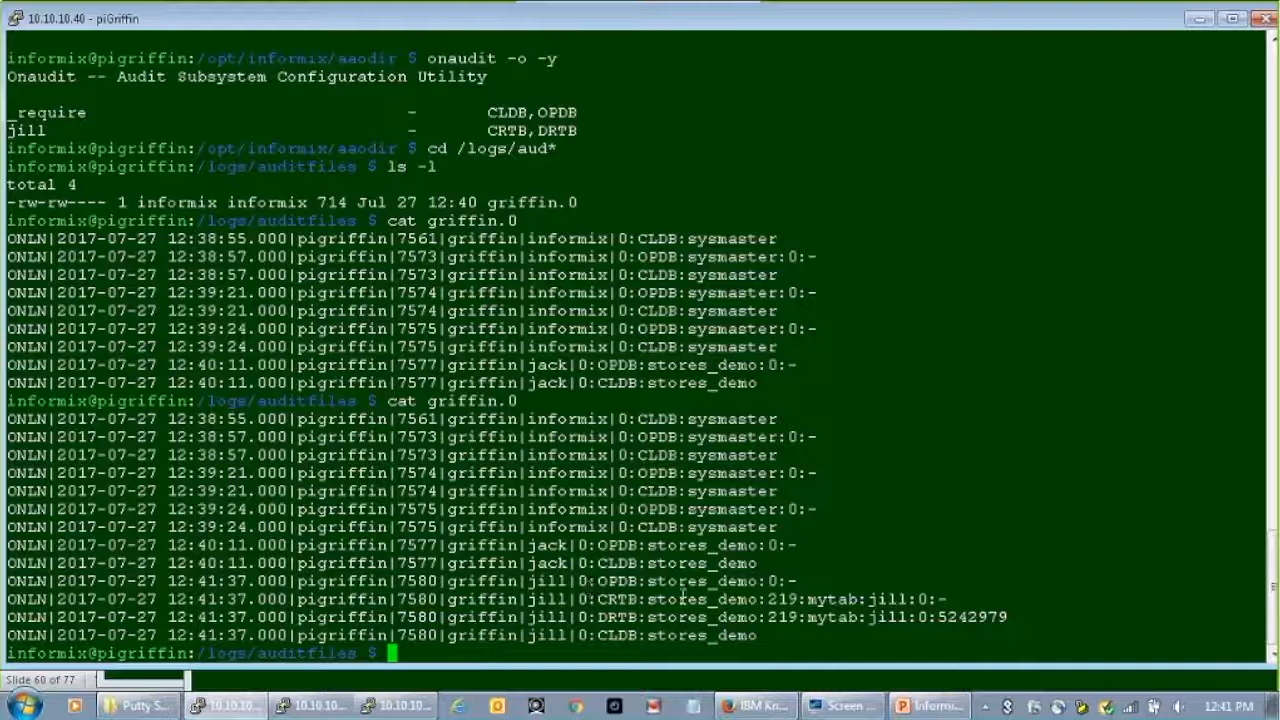 10.10.10.40 - piGriffin
informix@pigriffin:/opt/informix/aaodir $ onaudit -o -y
Onaudit -- Audit Subsystem Configuration Utility
_require - CLDB,OPDB
jill - CRTB,DRTB
informix@pigriffin:/opt/informix/aaodir $ cd /logs/aud*
informix@pigriffin:/logs/auditfiles $ ls -l
total 4
-rw-rw---- 1 informix informix 714 Jul 27 12:40 griffin.0
informix@pigriffin:/logs/auditfiles $ cat griffin.0
ONLN|2017-07-27 12:38:55.000|pigriffin|7561|griffin|informix|0:CLDB:sysmaster
ONLN|2017-07-27 12:38:57.000|pigriffin|7573|griffin|informix|0:OPDB:sysmaster:0:-
ONLN|2017-07-27 12:38:57.000|pigriffin|7573|griffin|informix|0:CLDB:sysmaster
ONLN|2017-07-27 12:39:21.000|pigriffin|7574|griffin|informix|0:OPDB:sysmaster:0:-
ONLN|2017-07-27 12:39:21.000|pigriffin|7574|griffin|informix|0:CLDB:sysmaster
ONLN|2017-07-27 12:39:24.000|pigriffin|7575|griffin|informix|0:OPDB:sysmaster:0:-
ONLN|2017-07-27 12:39:24.000|pigriffin|7575|griffin|informix|0:CLDB:sysmaster
ONLN|2017-07-27 12:40:11.000|pigriffin|7577|griffin|jack|0:OPDB:stores_demo:0:-
ONLN|2017-07-27 12:40:11.000|pigriffin|7577|griffin|jack|0:CLDB:stores_demo
informix@pigriffin:/logs/auditfiles $ cat griffin.0
ONLN|2017-07-27 12:38:55.000|pigriffin|7561|griffin|informix|0:CLDB:sysmaster
ONLN|2017-07-27 12:38:57.000|pigriffin|7573|griffin|informix|0:OPDB:sysmaster:0:-
ONLN|2017-07-27 12:38:57.000|pigriffin|7573|griffin|informix|0:CLDB:sysmaster
ONLN|2017-07-27 12:39:21.000|pigriffin|7574|griffin|informix|0:OPDB:sysmaster:0:-
ONLN|2017-07-27 12:39:21.000|pigriffin|7574|griffin|informix|0:CLDB:sysmaster
ONLN|2017-07-27 12:39:24.000|pigriffin|7575|griffin|informix|0:OPDB:sysmaster:0:-
ONLN|2017-07-27 12:39:24.000|pigriffin|7575|griffin|informix|0:CLDB:sysmaster
ONLN|2017-07-27 12:40:11.000|pigriffin|7577|griffin|jack|0:OPDB:stores_demo:0:-
ONLN|2017-07-27 12:40:11.000|pigriffin|7577|griffin|jack|0:CLDB:stores_demo
ONLN|2017-07-27 12:41:37.000|pigriffin|7580|griffin|jill|0:OPDB:stores_demo:0:-
ONLN|2017-07-27 12:41:37.000|pigriffin|7580|griffin|jill|0:CRTB:stores_demo:219:mytab:jill:0:-
ONLN|2017-07-27 12:41:37.000|pigriffin|7580|griffin|jill|0:DRTB:stores_demo:219:mytab:jill:0:5242979
ONLN|2017-07-27 12:41:37.000|pigriffin|7580|griffin|jill|0:CLDB:stores_demo
informix@pigriffin:/logs/auditfiles $
Slide 60 of 77
Putty S... 10.10.10... 10.10.10... 10.10.10... IBM Kn... Screen ... Informi... 12:41 PM